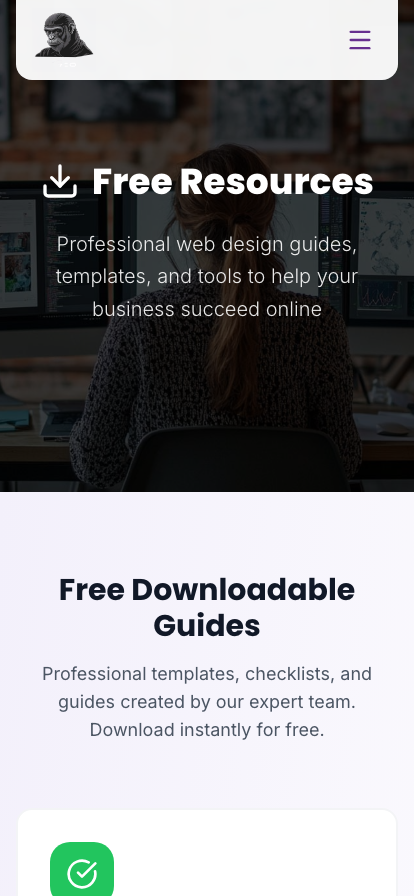 Free Resources
Professional web design guides,
templates, and tools to help your
business succeed online
Free Downloadable
Guides
Professional templates, checklists, and
guides created by our expert team.
Download instantly for free.